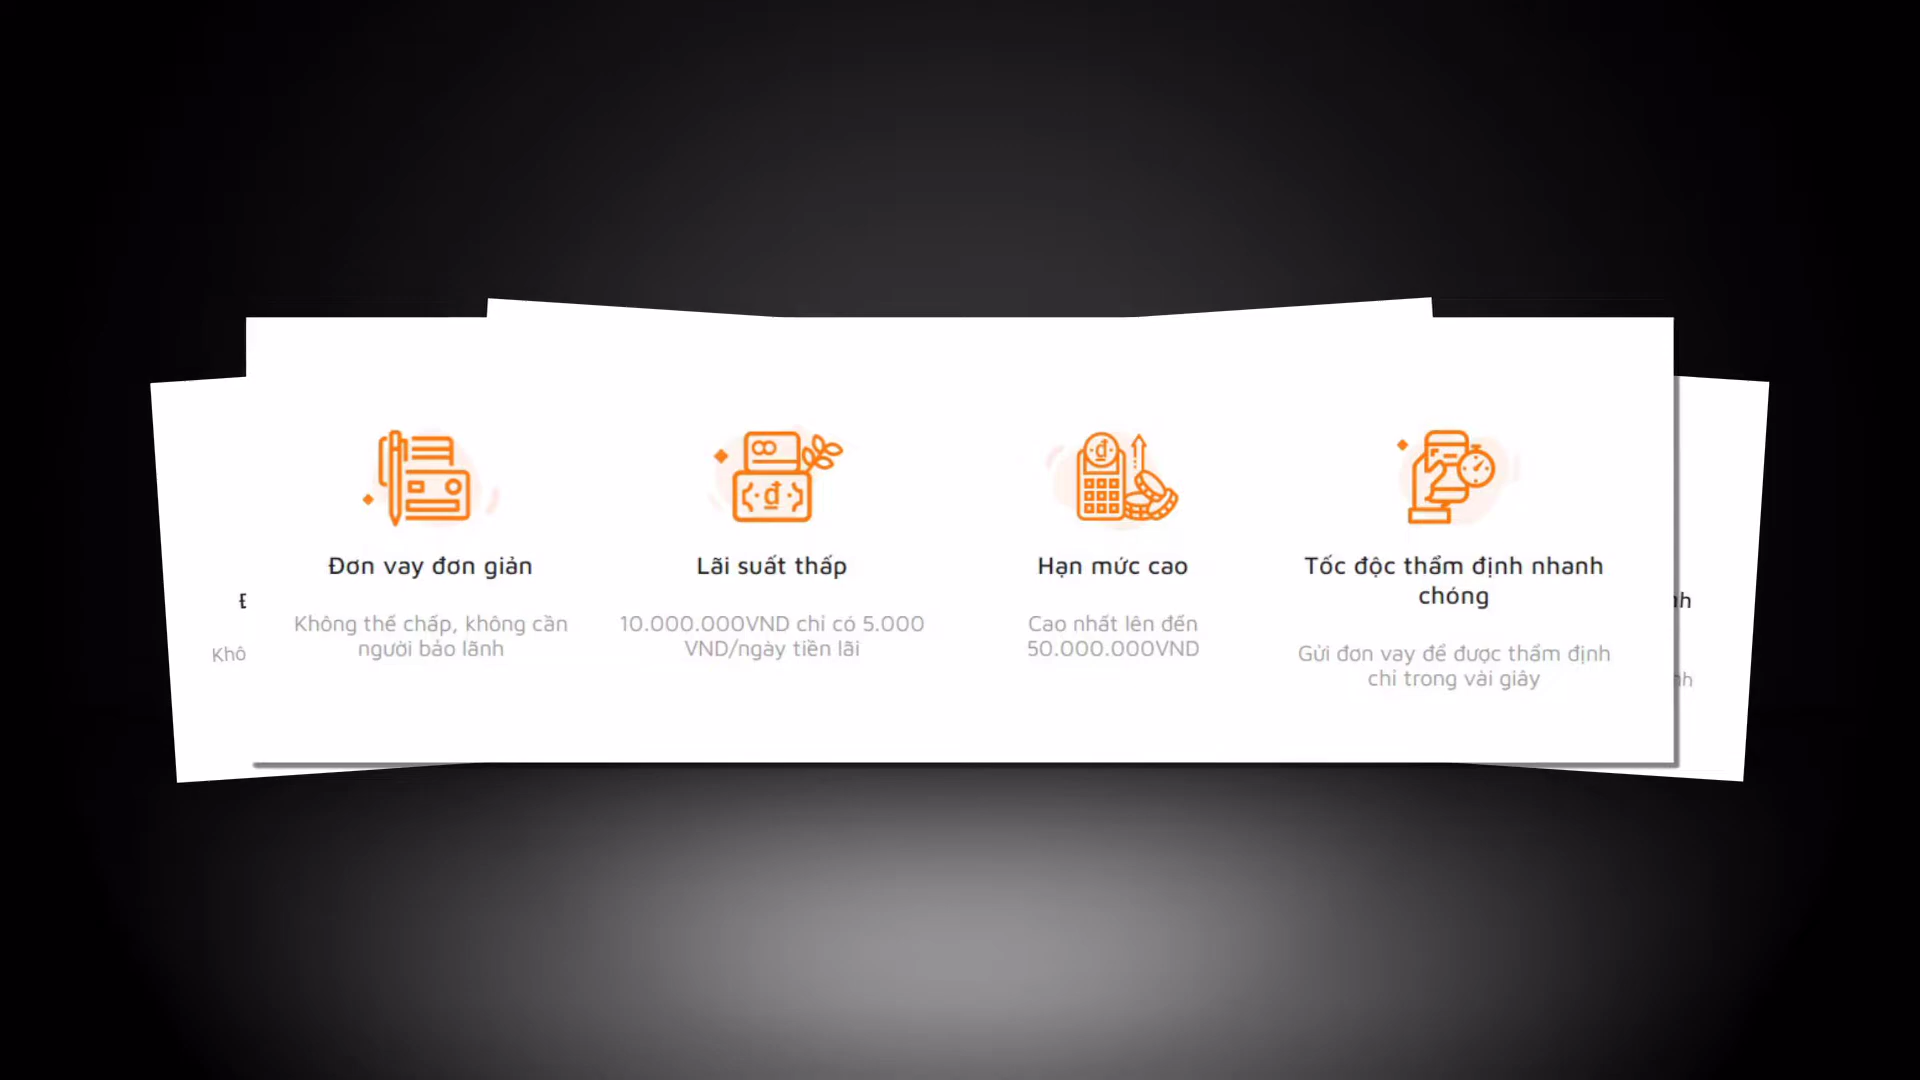 Đơn vay đơn giản
Không thế chấp, không cần
người bảo lãnh
Lãi suất thấp
10.000.000VND chỉ có 5.000
VND/ngày tiền lãi
Hạn mức cao
Cao nhất lên đến
50.000.000VND
Tốc độc thẩm định nhanh
chóng
Gửi đơn vay để được thẩm định
chỉ trong vài giây